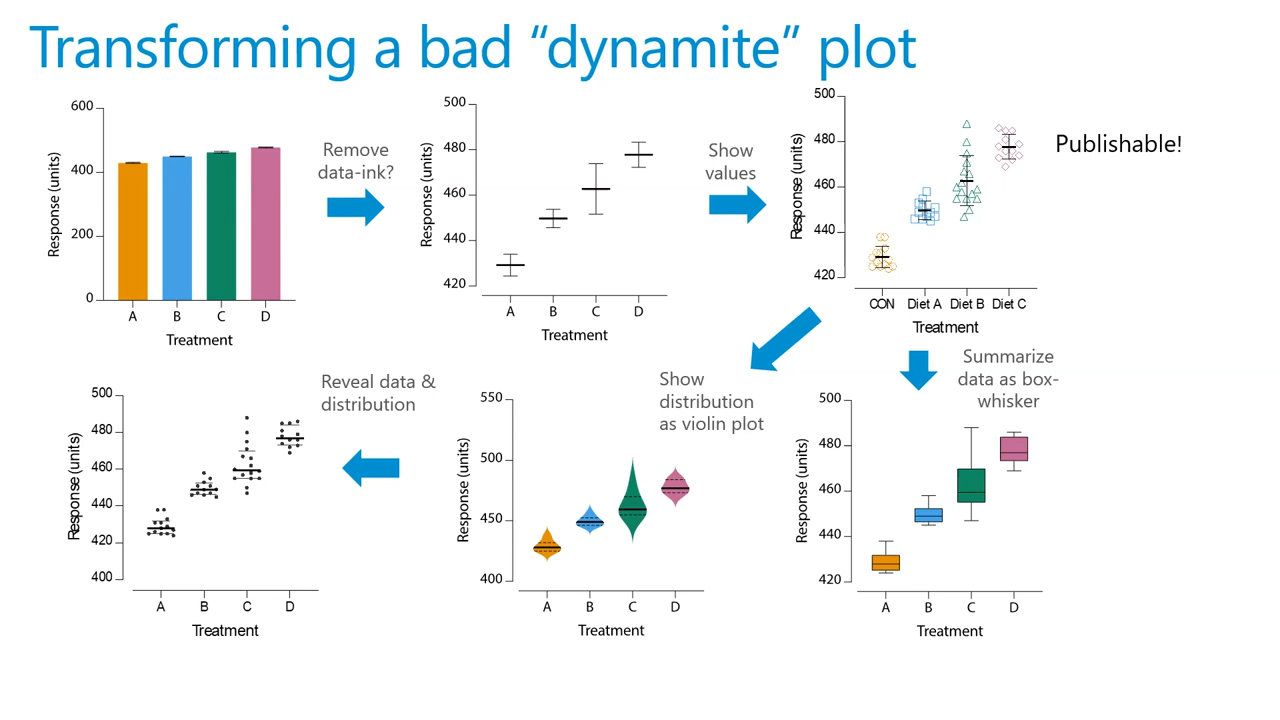 Transforming a bad “dynamite” plot
600
400
200
0
Response (units)
A B C D
Treatment
Remove
data-ink?
500
480
460
440
420
Response (units)
A B C D
Treatment
Show
values
500
480
460
440
420
Response (units)
CON Diet A Diet B Diet C
Treatment
Publishable!
Summarize
data as box-
whisker
500
480
460
440
420
Response (units)
A B C D
Treatment
Show
distribution
as violin plot
550
500
450
400
Response (units)
A B C D
Treatment
Reveal data &
distribution
500
480
460
440
420
400
Response (units)
A B C D
Treatment